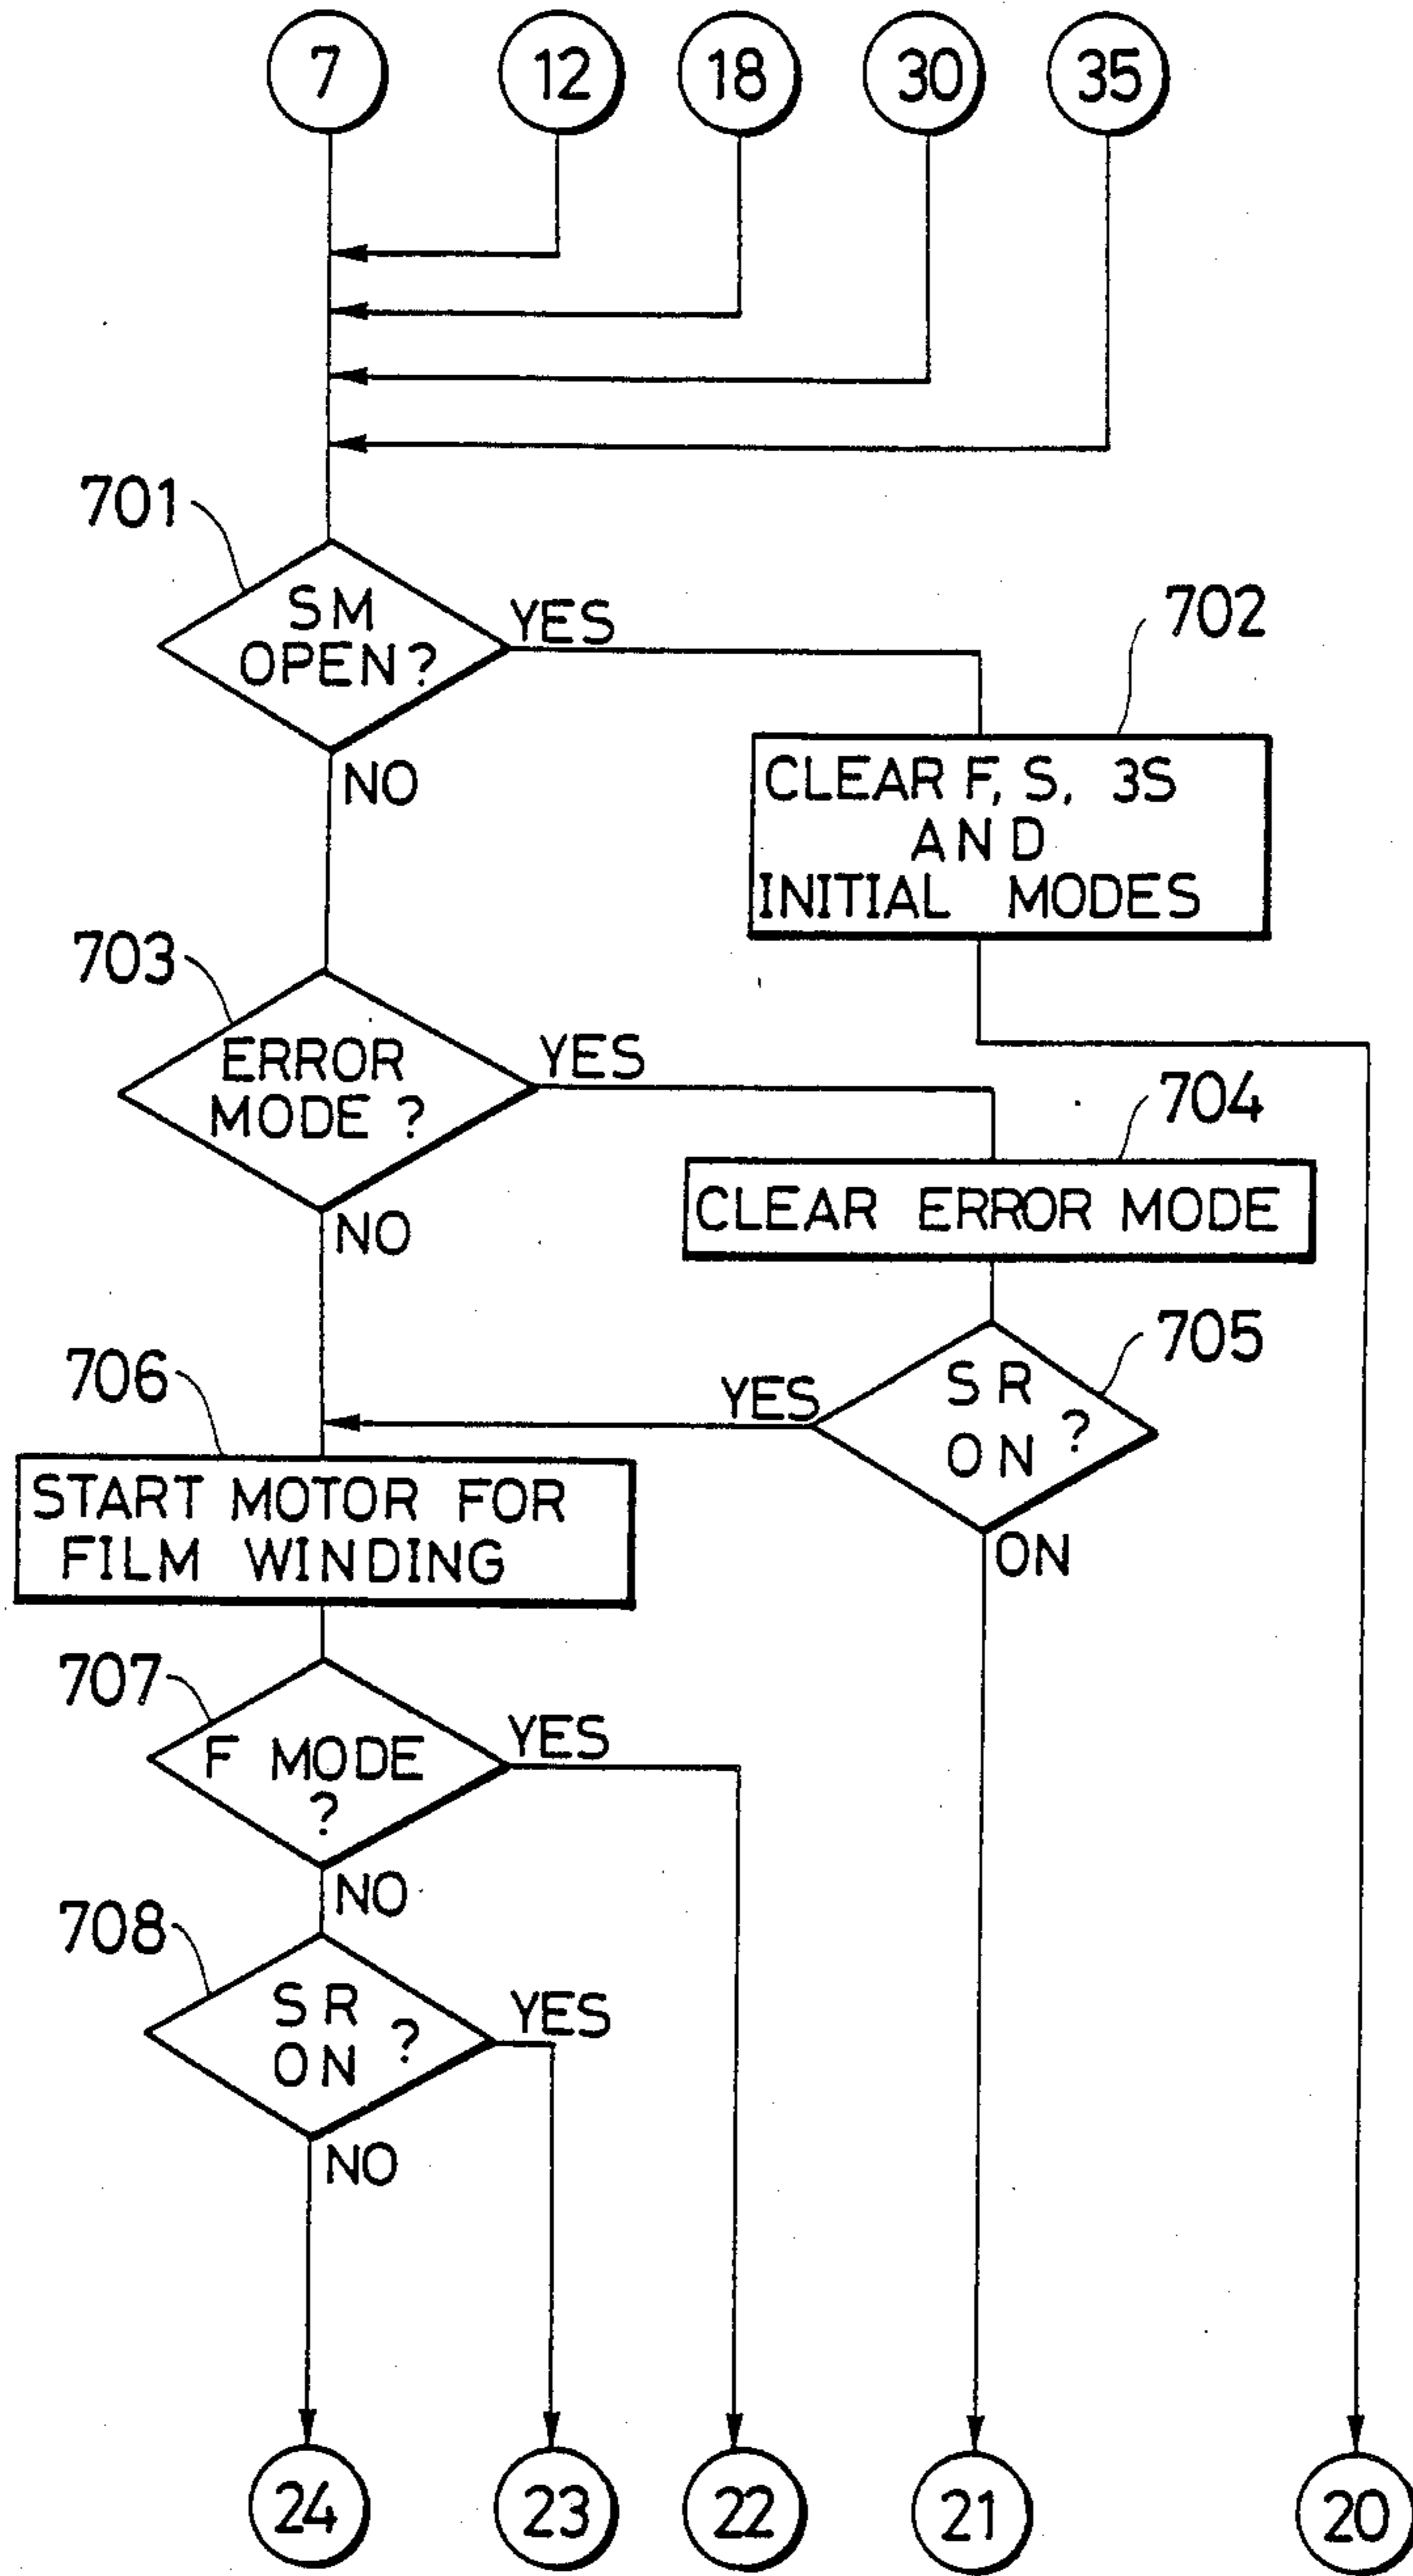 7
12
18
30
35
701
SM
OPEN?
YES
NO
702
CLEAR F, S, 3S
AND
INITIAL MODES
703
ERROR
MODE ?
YES
NO
704
CLEAR ERROR MODE
705
SR
ON ?
YES
ON
706
START MOTOR FOR
FILM WINDING
707
F MODE
?
YES
NO
708
SR
ON ?
YES
NO
24
23
22
21
20